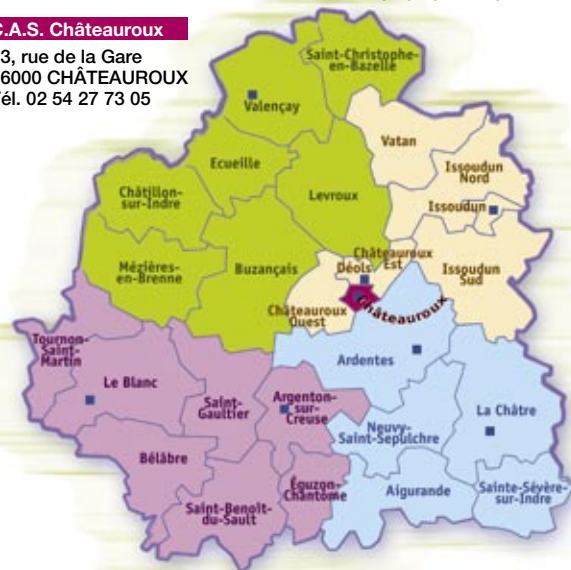 C.A.S. Châteauroux
3, rue de la Gare
6000 CHÂTEAUROUX
Tél. 02 54 27 73 05
Saint-Christophe-
en-Bazelle
Valençay
Vatan
Ecueille
Issoudun
Nord
Châtillon-
sur-Indre
Levroux
Issoudun
Mézières-
en-Brenne
Buzançais
Châteauroux
Est
Déols
Issoudun
Sud
Châteauroux
Ouest
Châteauroux
Tournon-
Saint-
Martin
Ardentes
Le Blanc
Saint-
Gaultier
Argenton-
sur-
Creuse
La Châtre
Neuvy-
Saint-Sepulchre
Bélâbre
Éguzon-
Chantôme
Aigurande
Sainte-Sévère-
sur-Indre
Saint-Benoît-
du-Sault